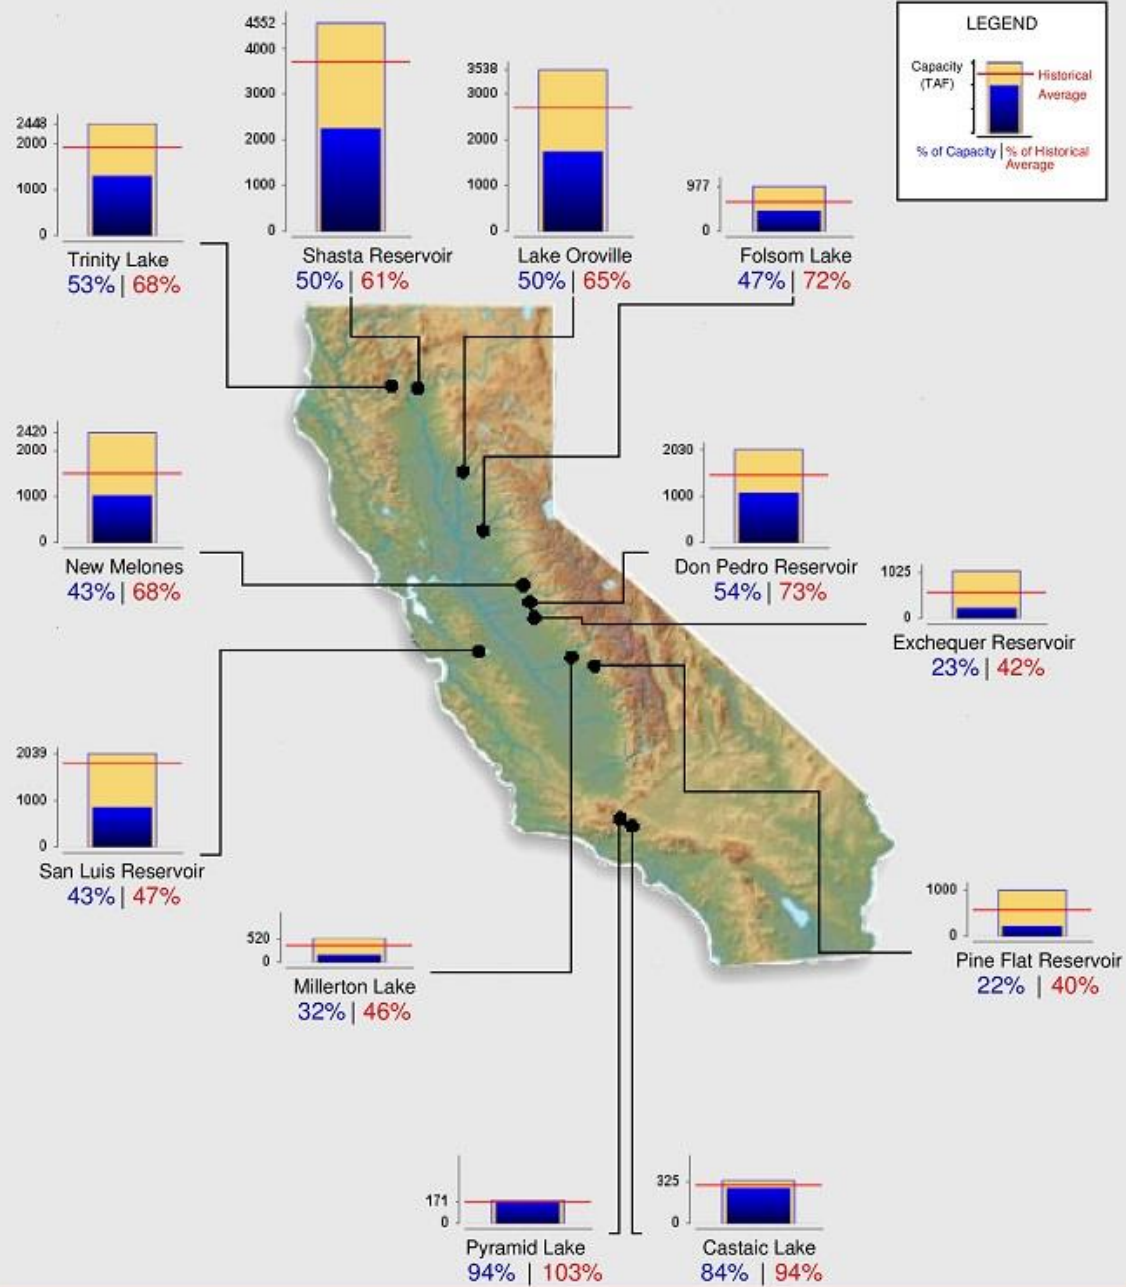 4552
4000
3000
2000
1000
0
Shasta Reservoir
50% | 61%
3538
3000
2000
1000
0
Lake Oroville
50% | 65%
LEGEND
Capacity
(TAF)
Historical
Average
% of Capacity | % of Historical
Average
2448
2000
1000
0
Trinity Lake
53% | 68%
977
0
Folsom Lake
47% | 72%
2420
2000
1000
0
New Melones
43% | 68%
2030
1000
0
Don Pedro Reservoir
54% | 73%
1025
0
Exchequer Reservoir
23% | 42%
2039
1000
0
San Luis Reservoir
43% | 47%
520
0
Millerton Lake
32% | 46%
1000
0
Pine Flat Reservoir
22% | 40%
171
0
Pyramid Lake
94% | 103%
325
0
Castaic Lake
84% | 94%